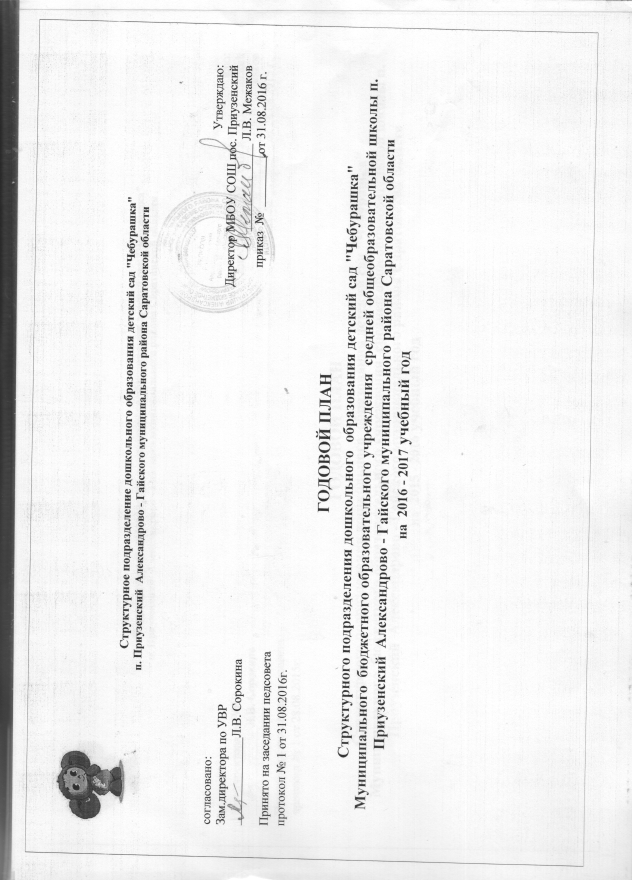 Структурное подразделение дошкольного образования детский сад "Чебурашка"
п. Приузенский Александрово - Гайского муниципального района Саратовской области
согласовано:
Зам.директора по УВР
Л.В. Сорокина
Принято на заседании педсовета
протокол № 1 от 31.08.2016г.
Утверждаю:
Директор МБОУ СОШ пос. Приузенский
Л.В. Межаков
приказ № от 31.08.2016 г.
ГОДОВОЙ ПЛАН
Структурного подразделения дошкольного образования детский сад "Чебурашка"
Муниципального бюджетного образовательного учреждения средней общеобразовательной школы п.
Приузенский Александрово - Гайского муниципального района Саратовской области
на 2016 - 2017 учебный год